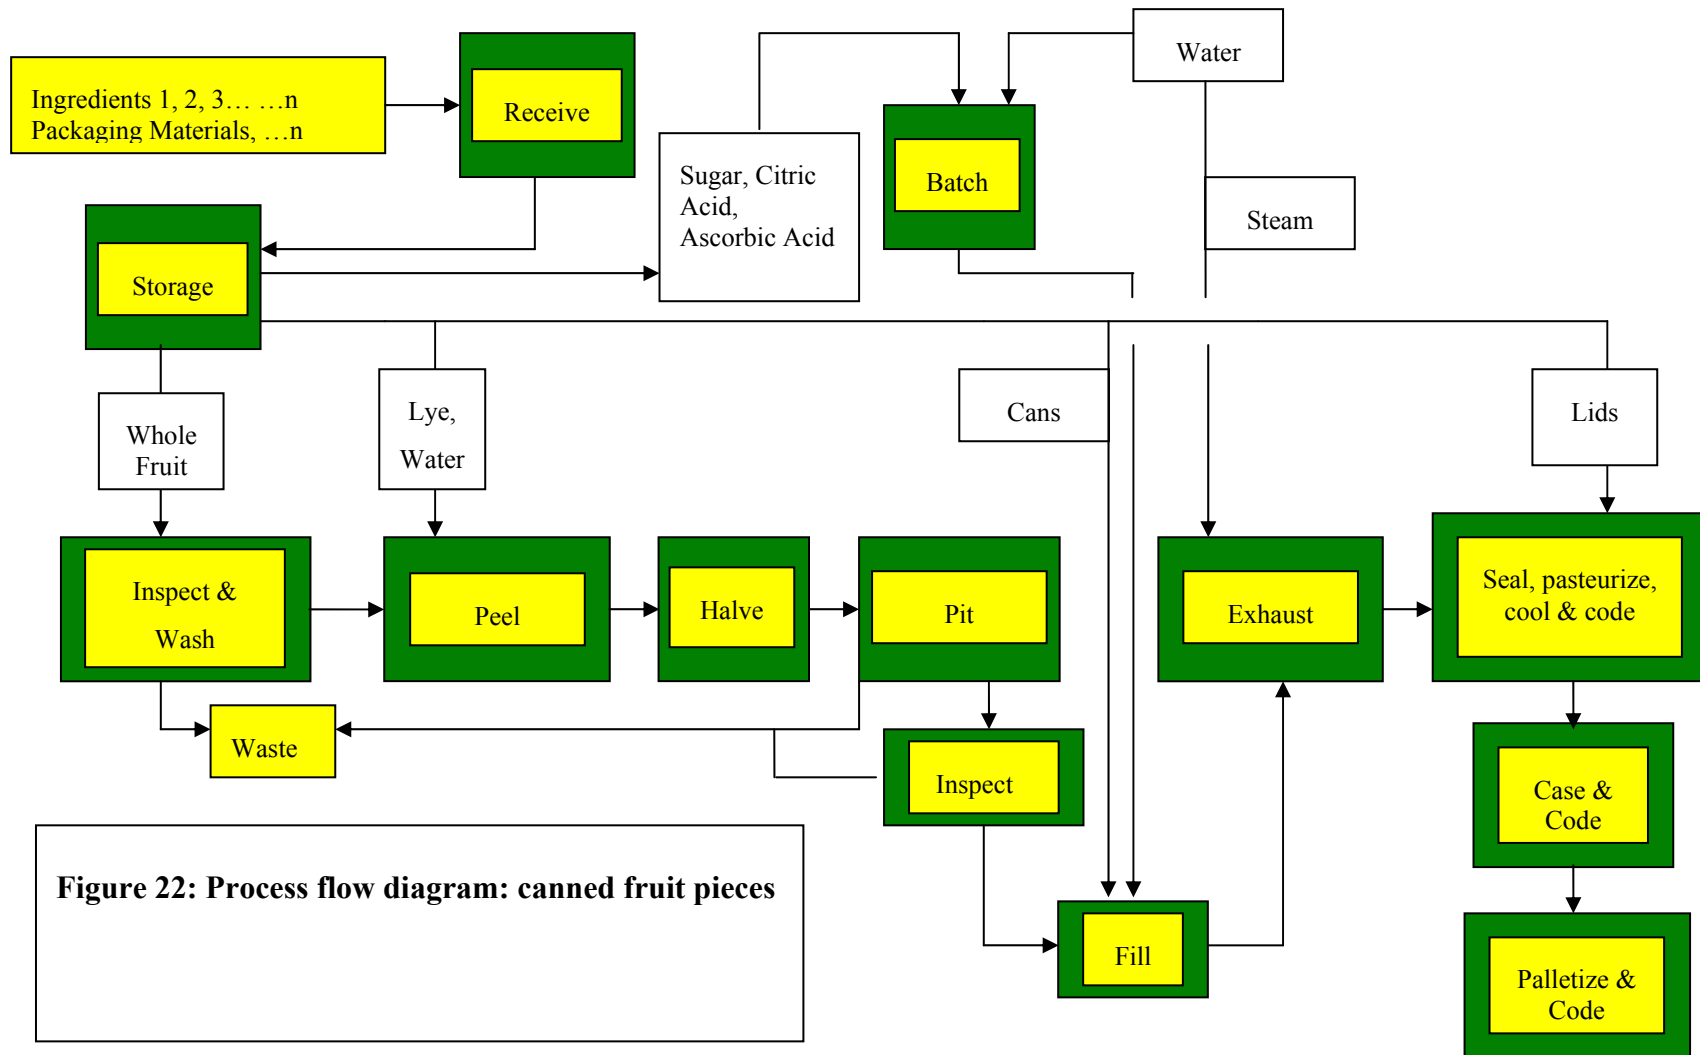 Water
Ingredients 1, 2, 3… …n
Packaging Materials, …n
Receive
Sugar, Citric
Acid,
Ascorbic Acid
Batch
Steam
Storage
Whole
Fruit
Lye,
Water
Cans
Lids
Inspect &
Wash
Peel
Halve
Pit
Exhaust
Seal, pasteurize,
cool & code
Waste
Inspect
Case &
Code
Figure 22: Process flow diagram: canned fruit pieces
Fill
Palletize &
Code